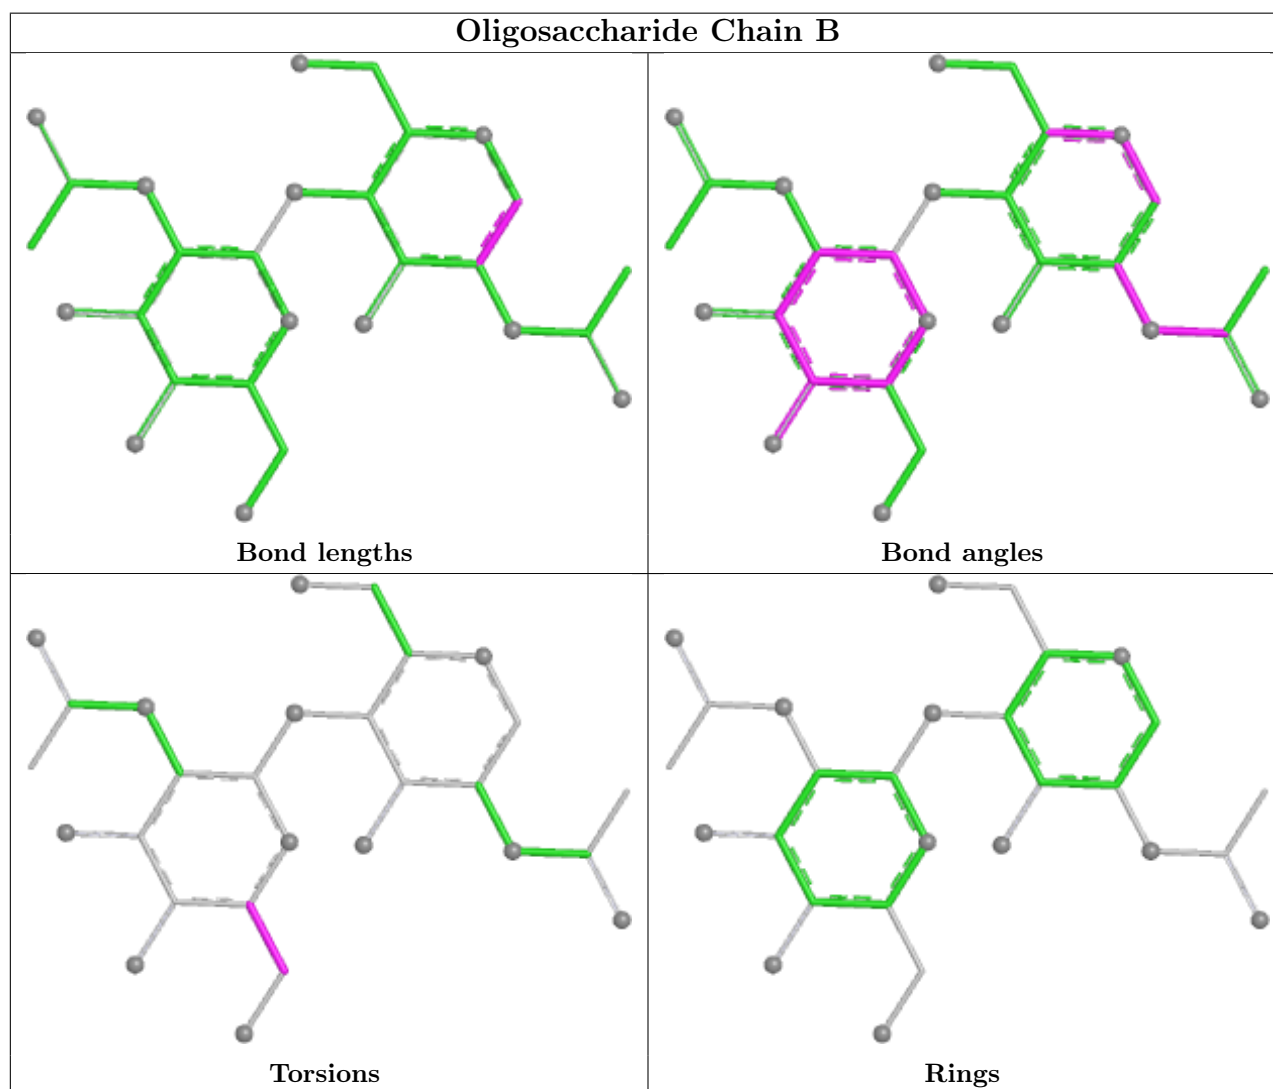 Oligosaccharide Chain B
Bond lengths
Bond angles
Torsions
Rings